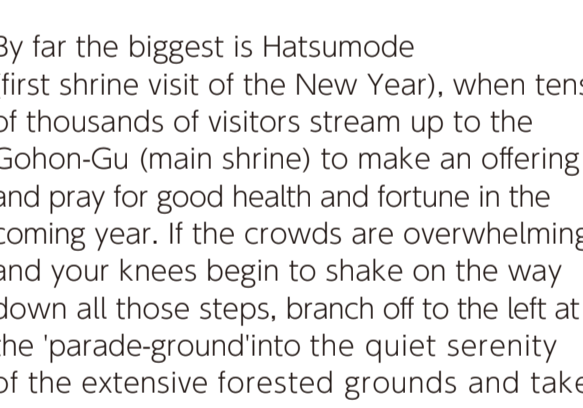 By far the biggest is Hatsumode
(first shrine visit of the New Year), when tens
of thousands of visitors stream up to the
Gohon-Gu (main shrine) to make an offering
and pray for good health and fortune in the
coming year. If the crowds are overwhelming
and your knees begin to shake on the way
down all those steps, branch off to the left at
the 'parade-ground'into the quiet serenity
of the extensive forested grounds and take